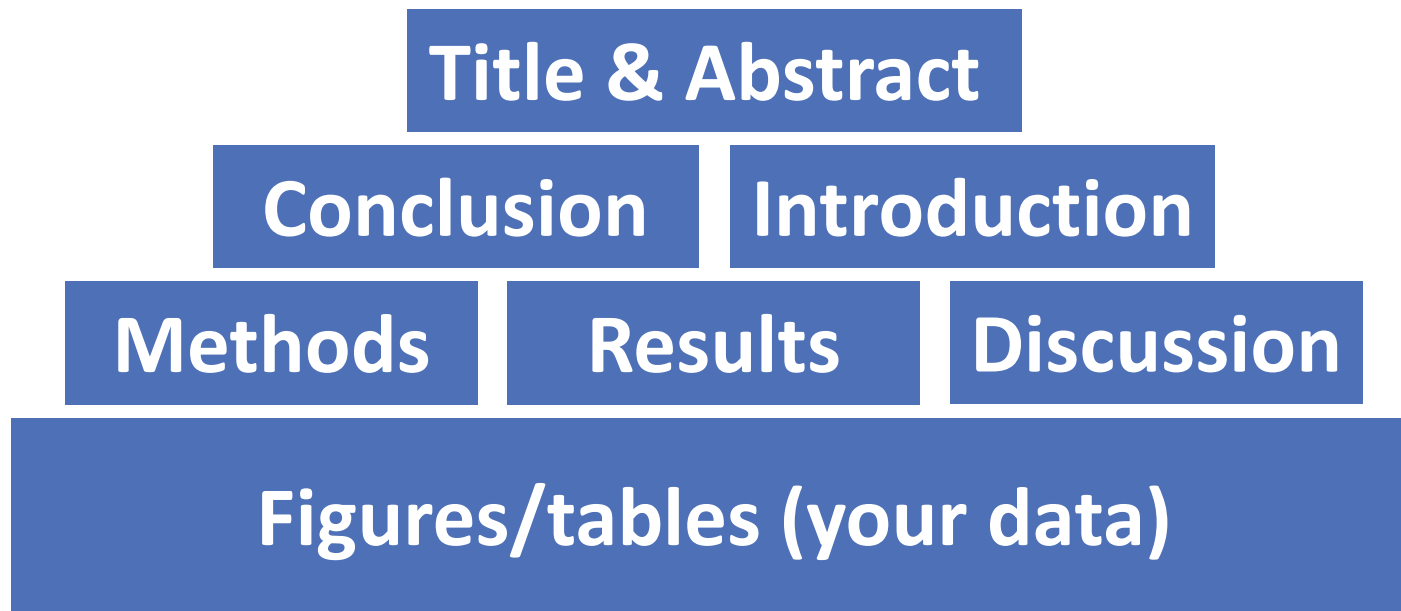 Title & Abstract
Conclusion
Introduction
Methods
Results
Discussion
Figures/tables (your data)